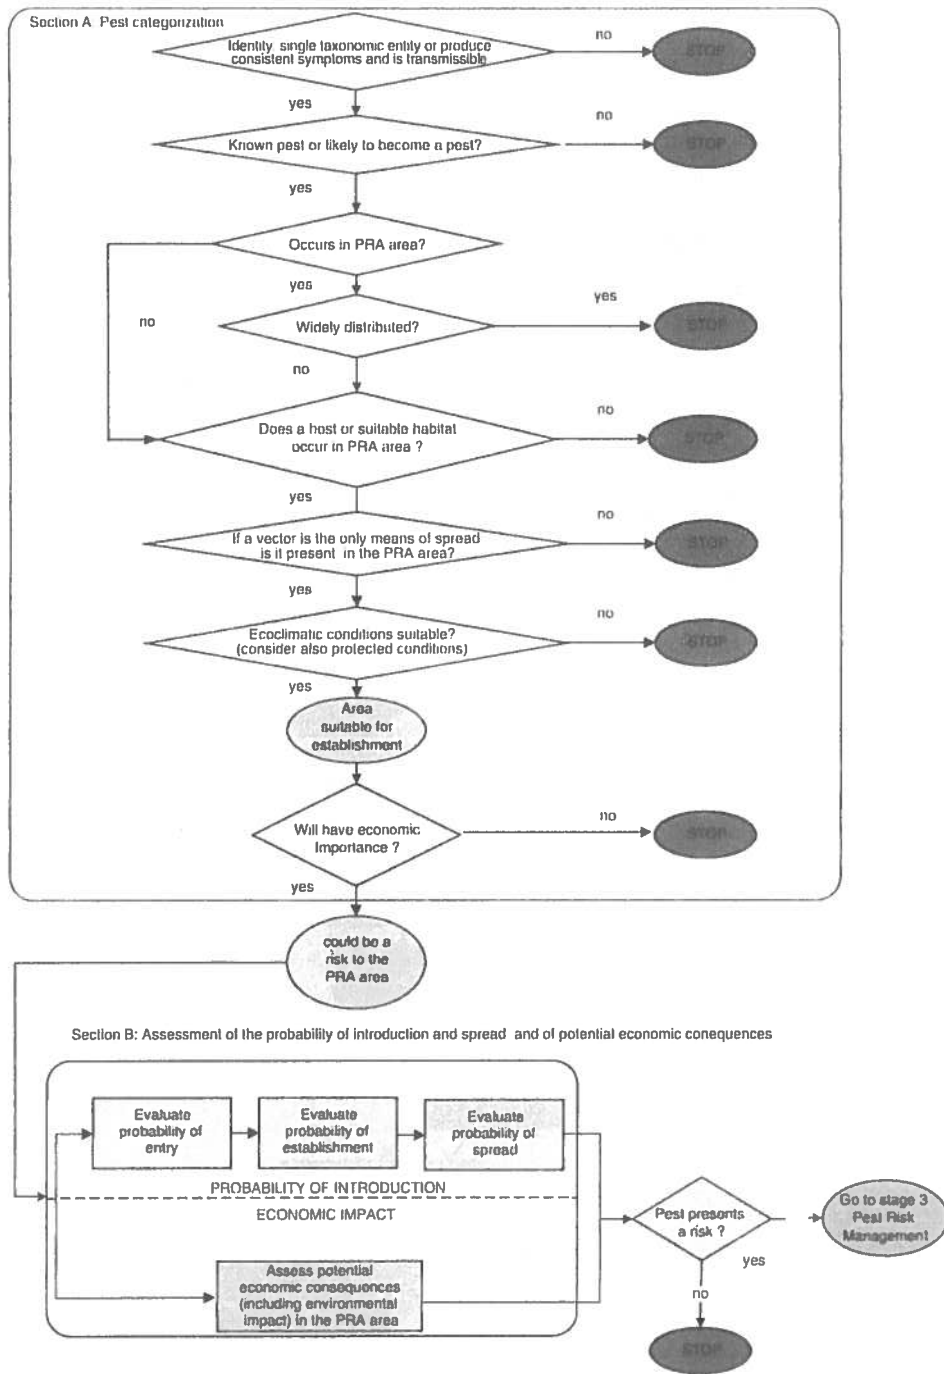 Section A Pest categorization
Identity, single taxonomic entity or produce
consistent symptoms and is transmissible
no
STOP
yes
Known pest or likely to become a pest?
no
STOP
yes
Occurs in PRA area?
yes
no
Widely distributed?
yes
STOP
no
Does a host or suitable habitat
occur in PRA area ?
no
STOP
yes
If a vector is the only means of spread
is it present in the PRA area?
no
STOP
yes
Ecoclimatic conditions suitable?
(consider also protected conditions)
no
STOP
yes
Area
suitable for
establishment
Will have economic
Importance ?
no
STOP
yes
could be a
risk to the
PRA area
Section B: Assessment of the probability of introduction and spread and of potential economic conequences
Evaluate
probability of
entry
Evaluate
probability of
establishment
Evaluate
probability of
spread
PROBABILITY OF INTRODUCTION
ECONOMIC IMPACT
Assess potential
economic consequences
(including environmental
impact) in the PRA area
Pest presents
a risk ?
yes
Go to stage 3
Pest Risk
Management
no
STOP